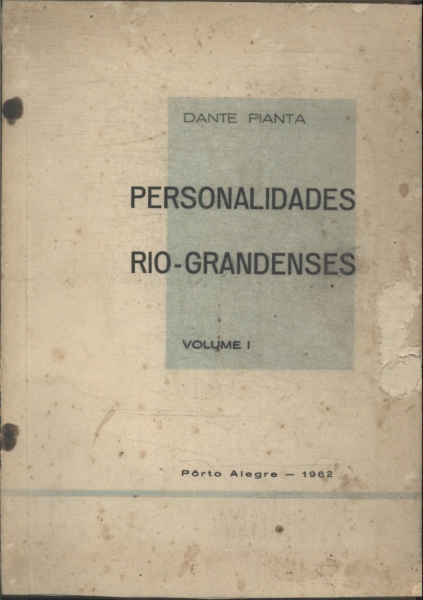 DANTE PIANTA
PERSONALIDADES
RIO-GRANDENSES
VOLUME I
Pôrto Alegre — 1962